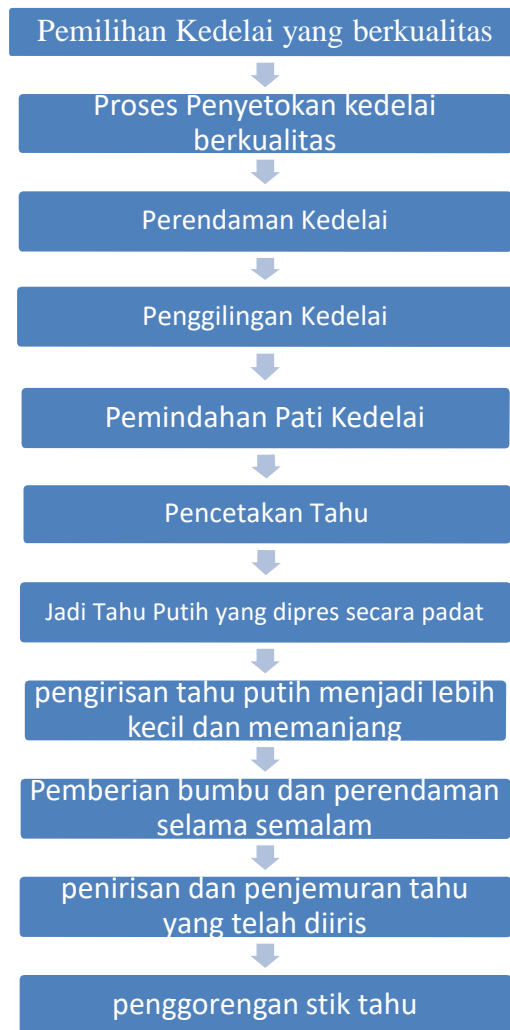 Pemilihan Kedelai yang berkualitas
Proses Penyetokan kedelai
berkualitas
Perendaman Kedelai
Penggilingan Kedelai
Pemindahan Pati Kedelai
Pencetakan Tahu
Jadi Tahu Putih yang dipres secara padat
pengirisan tahu putih menjadi lebih
kecil dan memanjang
Pemberian bumbu dan perendaman
selama semalam
penirisan dan penjemuran tahu
yang telah diiris
penggorengan stik tahu